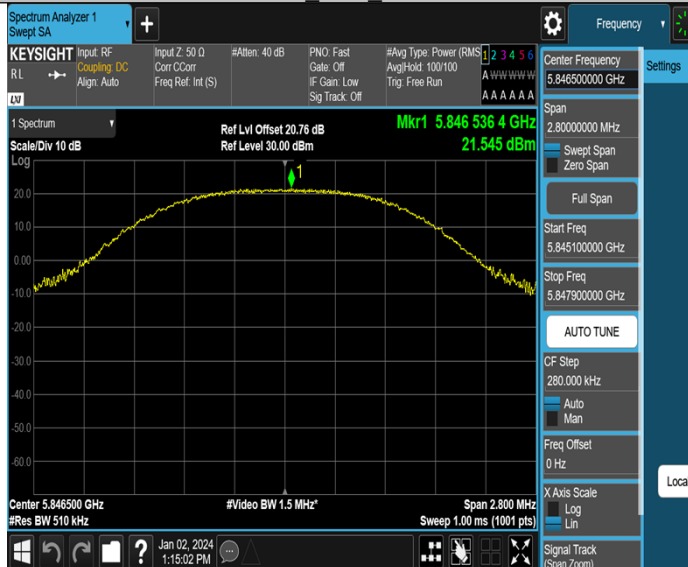 Spectrum Analyzer 1
Swept SA
+
Frequency
KEYSIGHT
RL
LXI
Input: RF
Coupling: DC
Align: Auto
Input Z: 50 Ω
Corr CCorr
Freq Ref: Int (S)
#Atten: 40 dB
PNO: Fast
Gate: Off
IF Gain: Low
Sig Track: Off
#Avg Type: Power (RMS
Avg|Hold: 100/100
Trig: Free Run
1 2 3 4 5 6
A W W W W W
A A A A A A
1 Spectrum
Scale/Div 10 dB
Log
Ref Lvl Offset 20.76 dB
Ref Level 30.00 dBm
Mkr1 5.846 536 4 GHz
21.545 dBm
1
20.0
10.0
0.00
-10.0
-20.0
-30.0
-40.0
-50.0
-60.0
Center 5.846500 GHz
#Res BW 510 kHz
#Video BW 1.5 MHz*
Span 2.800 MHz
Sweep 1.00 ms (1001 pts)
?
Jan 02, 2024
1:15:02 PM
Center Frequency
5.846500000 GHz
Span
2.80000000 MHz
Swept Span
Zero Span
Full Span
Start Freq
5.845100000 GHz
Stop Freq
5.847900000 GHz
AUTO TUNE
CF Step
280.000 kHz
Auto
Man
Freq Offset
0 Hz
X Axis Scale
Log
Lin
Signal Track
(Span Zoom)
Settings
Loca